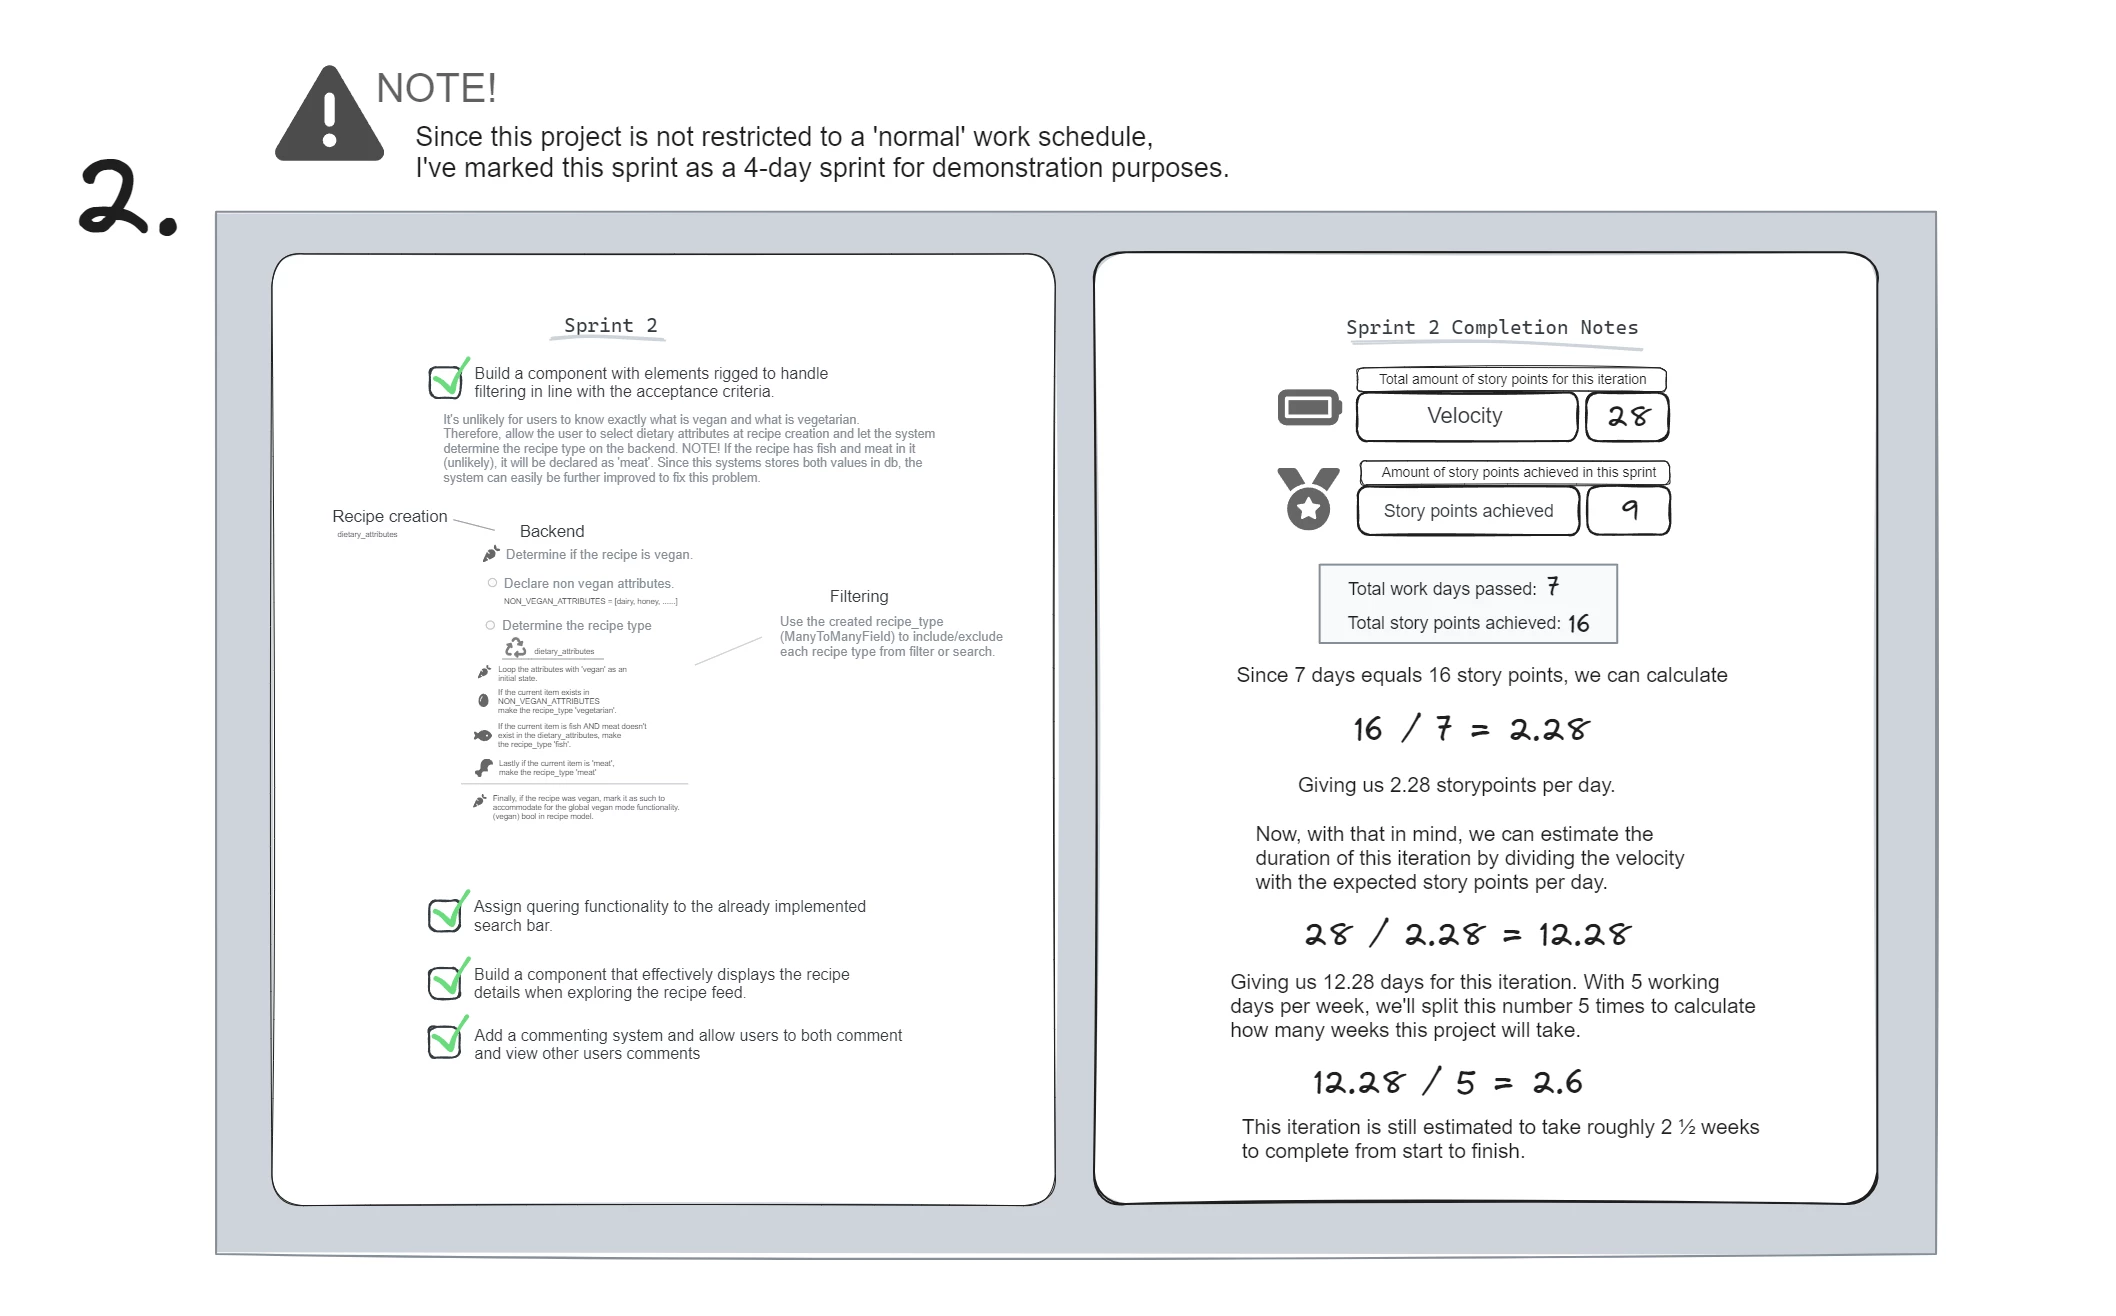 NOTE!
Since this project is not restricted to a 'normal' work schedule,
I've marked this sprint as a 4-day sprint for demonstration purposes.
2.
Sprint 2
Build a component with elements rigged to handle
filtering in line with the acceptance criteria.
It's unlikely for users to know exactly what is vegan and what is vegetarian.
Therefore, allow the user to select dietary attributes at recipe creation and let the system
determine the recipe type on the backend. NOTE! If the recipe has fish and meat in it
(unlikely), it will be declared as 'meat'. Since this systems stores both values in db, the
system can easily be further improved to fix this problem.
Recipe creation
dietary_attributes
Backend
Determine if the recipe is vegan.
Declare non vegan attributes.
NON_VEGAN_ATTRIBUTES = [dairy, honey, ......]
Determine the recipe type
dietary_attributes
Loop the attributes with 'vegan' as an
initial state.
If the current item exists in
NON_VEGAN_ATTRIBUTES
make the recipe_type 'vegetarian'.
If the current item is fish AND meat doesn't
exist in the dietary_attributes, make
the recipe_type 'fish'.
Lastly if the current item is 'meat',
make the recipe_type 'meat'
Finally, if the recipe was vegan, mark it as such to
accommodate for the global vegan mode functionality.
(vegan) bool in recipe model.
Filtering
Use the created recipe_type
(ManyToManyField) to include/exclude
each recipe type from filter or search.
Assign quering functionality to the already implemented
search bar.
Build a component that effectively displays the recipe
details when exploring the recipe feed.
Add a commenting system and allow users to both comment
and view other users comments
Sprint 2 Completion Notes
Total amount of story points for this iteration
Velocity 28
Amount of story points achieved in this sprint
Story points achieved 9
Total work days passed: 7
Total story points achieved: 16
Since 7 days equals 16 story points, we can calculate
16 / 7 = 2.28
Giving us 2.28 storypoints per day.
Now, with that in mind, we can estimate the
duration of this iteration by dividing the velocity
with the expected story points per day.
28 / 2.28 = 12.28
Giving us 12.28 days for this iteration. With 5 working
days per week, we'll split this number 5 times to calculate
how many weeks this project will take.
12.28 / 5 = 2.6
This iteration is still estimated to take roughly 2 ½ weeks
to complete from start to finish.